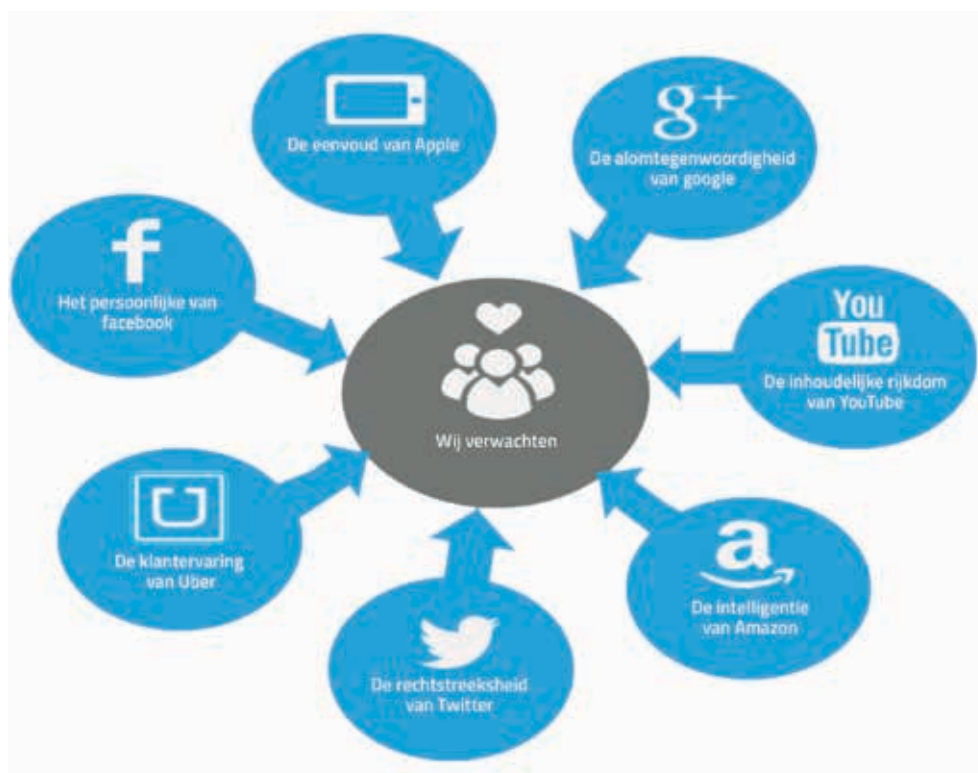 De eenvoud van Apple
g+
De alomtegenwoordigheid
van google
f
Het persoonlijke van
facebook
You
Tube
De inhoudelijke rijkdom
van YouTube
Wij verwachten
De klantervaring
van Uber
a
De intelligentie
van Amazon
De rechtstreeksheid
van Twitter